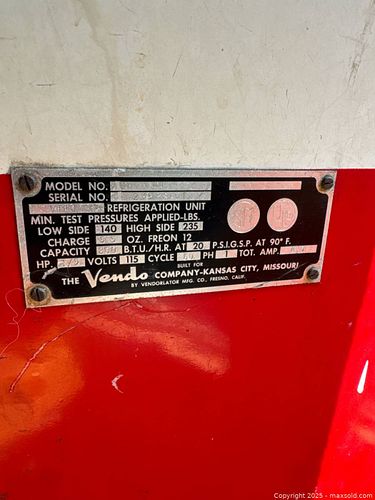 MODEL NO.
SERIAL NO.
REFRIGERATION UNIT
MIN. TEST PRESSURES APPLIED-LBS.
LOW SIDE 140 HIGH SIDE 235
CHARGE OZ. FREON 12
CAPACITY B.T.U./HR. AT 20 P.S.I.G.S.P AT 90° F.
HP. VOLTS 115 CYCLE PH 1 TOT. AMP.
BUILT FOR
THE Vendo COMPANY-KANSAS CITY, MISSOURI
BY VENDORLATOR MFG. CO., FRESNO, CALIF.
Copyright © 2025 - maxsold.com